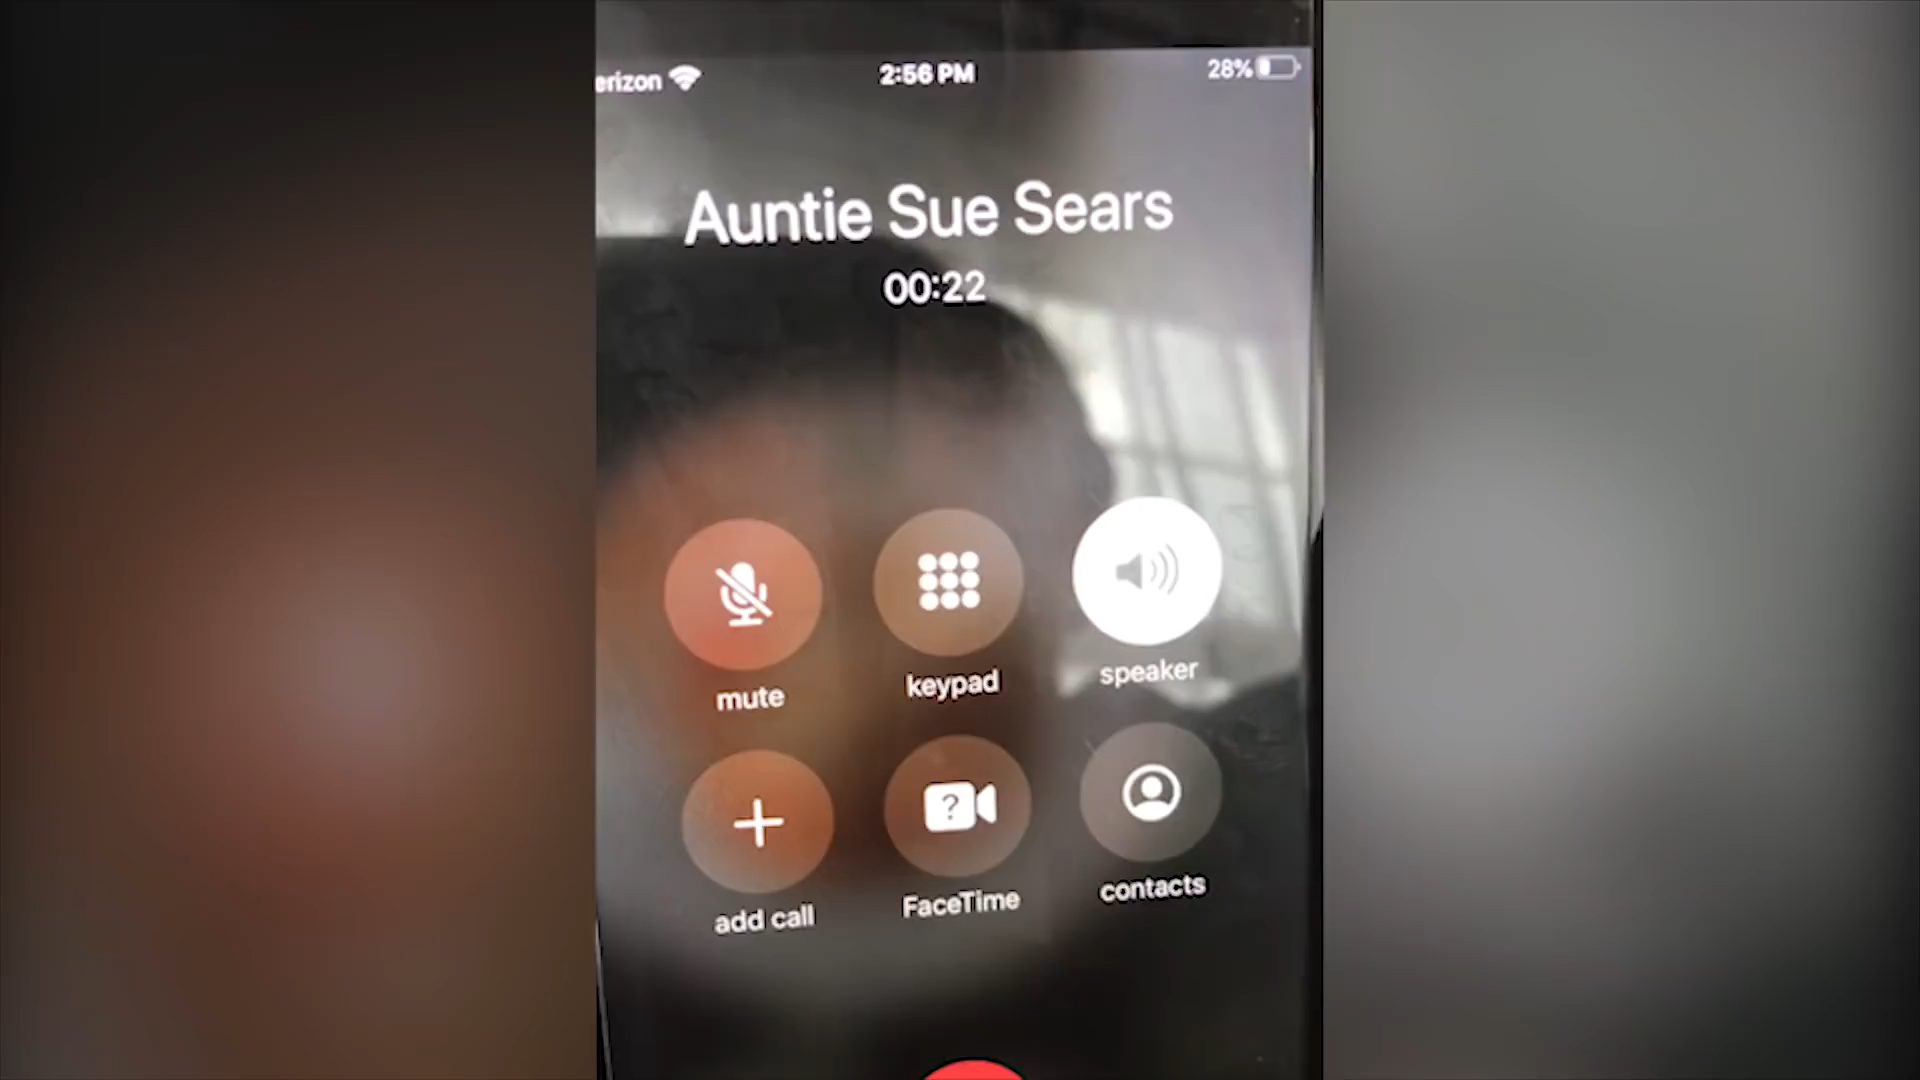 erizon
2:56 PM
28%
Auntie Sue Sears
00:22
mute
keypad
speaker
?
add call
FaceTime
contacts